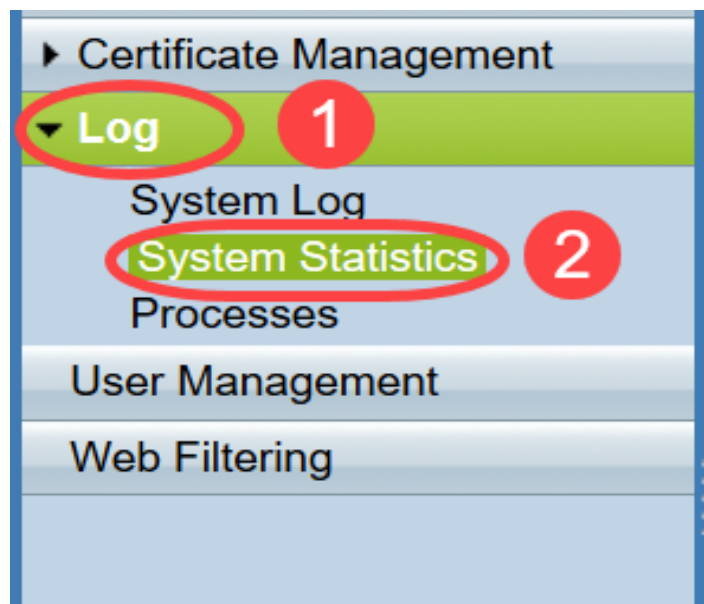 Certificate Management
Log 1
System Log
System Statistics 2
Processes
User Management
Web Filtering